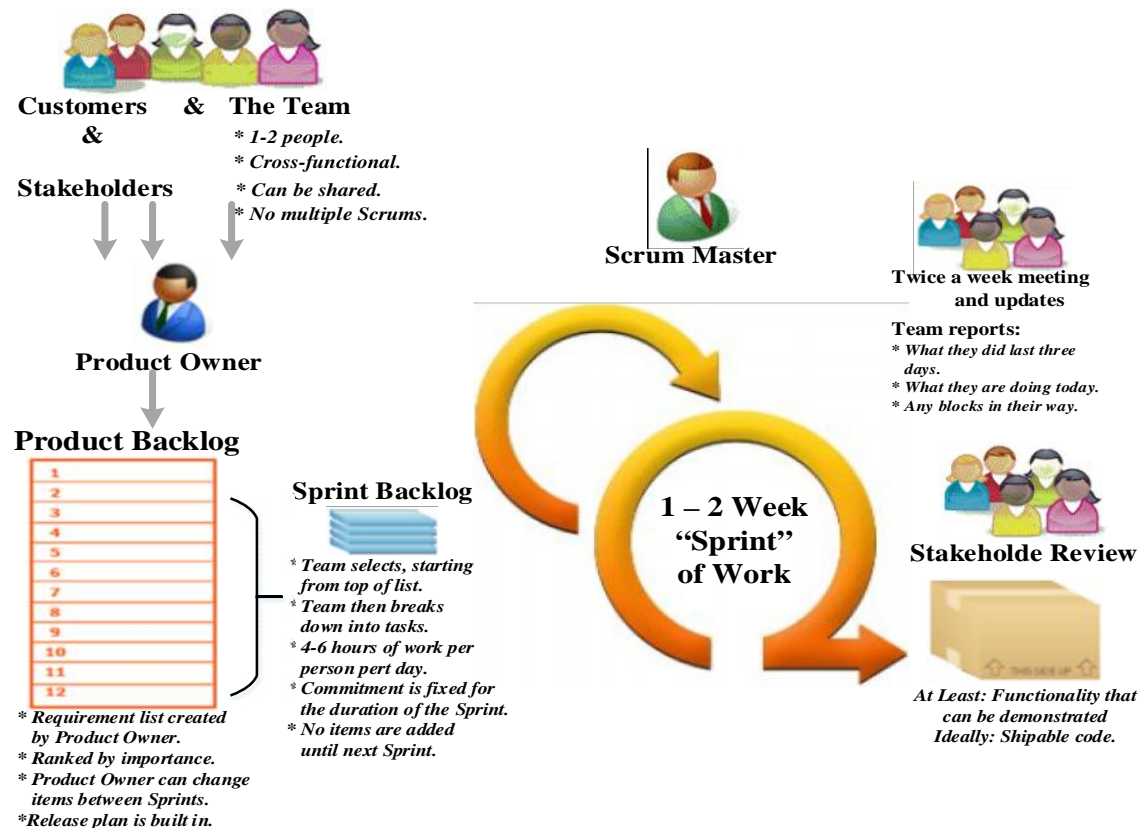 Customers & The Team
&
Stakeholders
* 1-2 people.
* Cross-functional.
* Can be shared.
* No multiple Scrums.
Product Owner
Product Backlog
1
2
3
4
5
6
7
8
9
10
11
12
* Requirement list created
by Product Owner.
* Ranked by importance.
* Product Owner can change
items between Sprints.
*Release plan is built in.
Sprint Backlog
* Team selects, starting
from top of list.
* Team then breaks
down into tasks.
* 4-6 hours of work per
person pert day.
* Commitment is fixed for
the duration of the Sprint.
* No items are added
until next Sprint.
Scrum Master
1 – 2 Week
“Sprint”
of Work
Twice a week meeting
and updates
Team reports:
* What they did last three
days.
* What they are doing today.
* Any blocks in their way.
Stakeholde Review
THIS SIDE UP
At Least: Functionality that
can be demonstrated
Ideally: Shipable code.